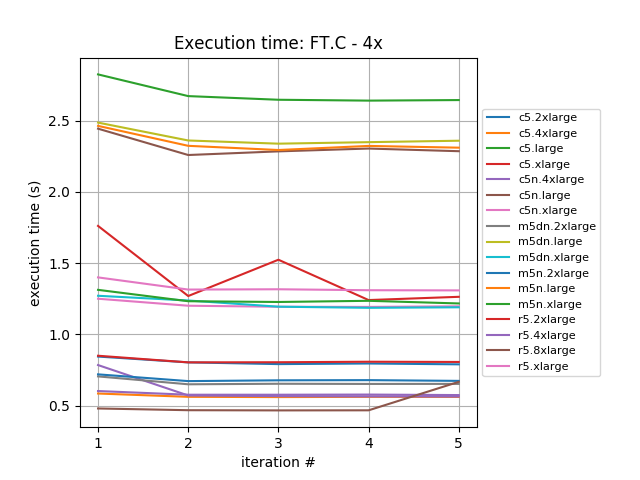 Execution time: FT.C - 4x
execution time (s)
2.5
2.0
1.5
1.0
0.5
1 2 3 4 5
iteration #
c5.2xlarge
c5.4xlarge
c5.large
c5.xlarge
c5n.4xlarge
c5n.large
c5n.xlarge
m5dn.2xlarge
m5dn.large
m5dn.xlarge
m5n.2xlarge
m5n.large
m5n.xlarge
r5.2xlarge
r5.4xlarge
r5.8xlarge
r5.xlarge